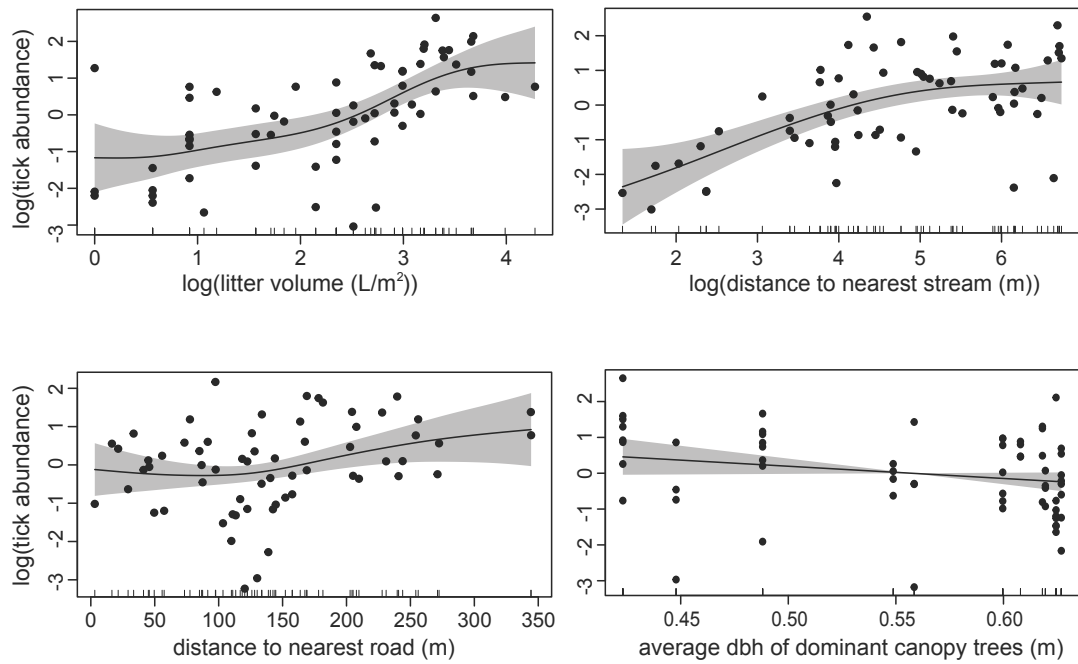 log(tick abundance)
2
1
0
-1
-2
-3
0 1 2 3 4
log(litter volume (L/m²))
2
1
0
-1
-2
-3
2 3 4 5 6
log(distance to nearest stream (m))
log(tick abundance)
2
1
0
-1
-2
-3
0 50 100 150 200 250 300 350
distance to nearest road (m)
2
1
0
-1
-2
-3
0.45 0.50 0.55 0.60
average dbh of dominant canopy trees (m)